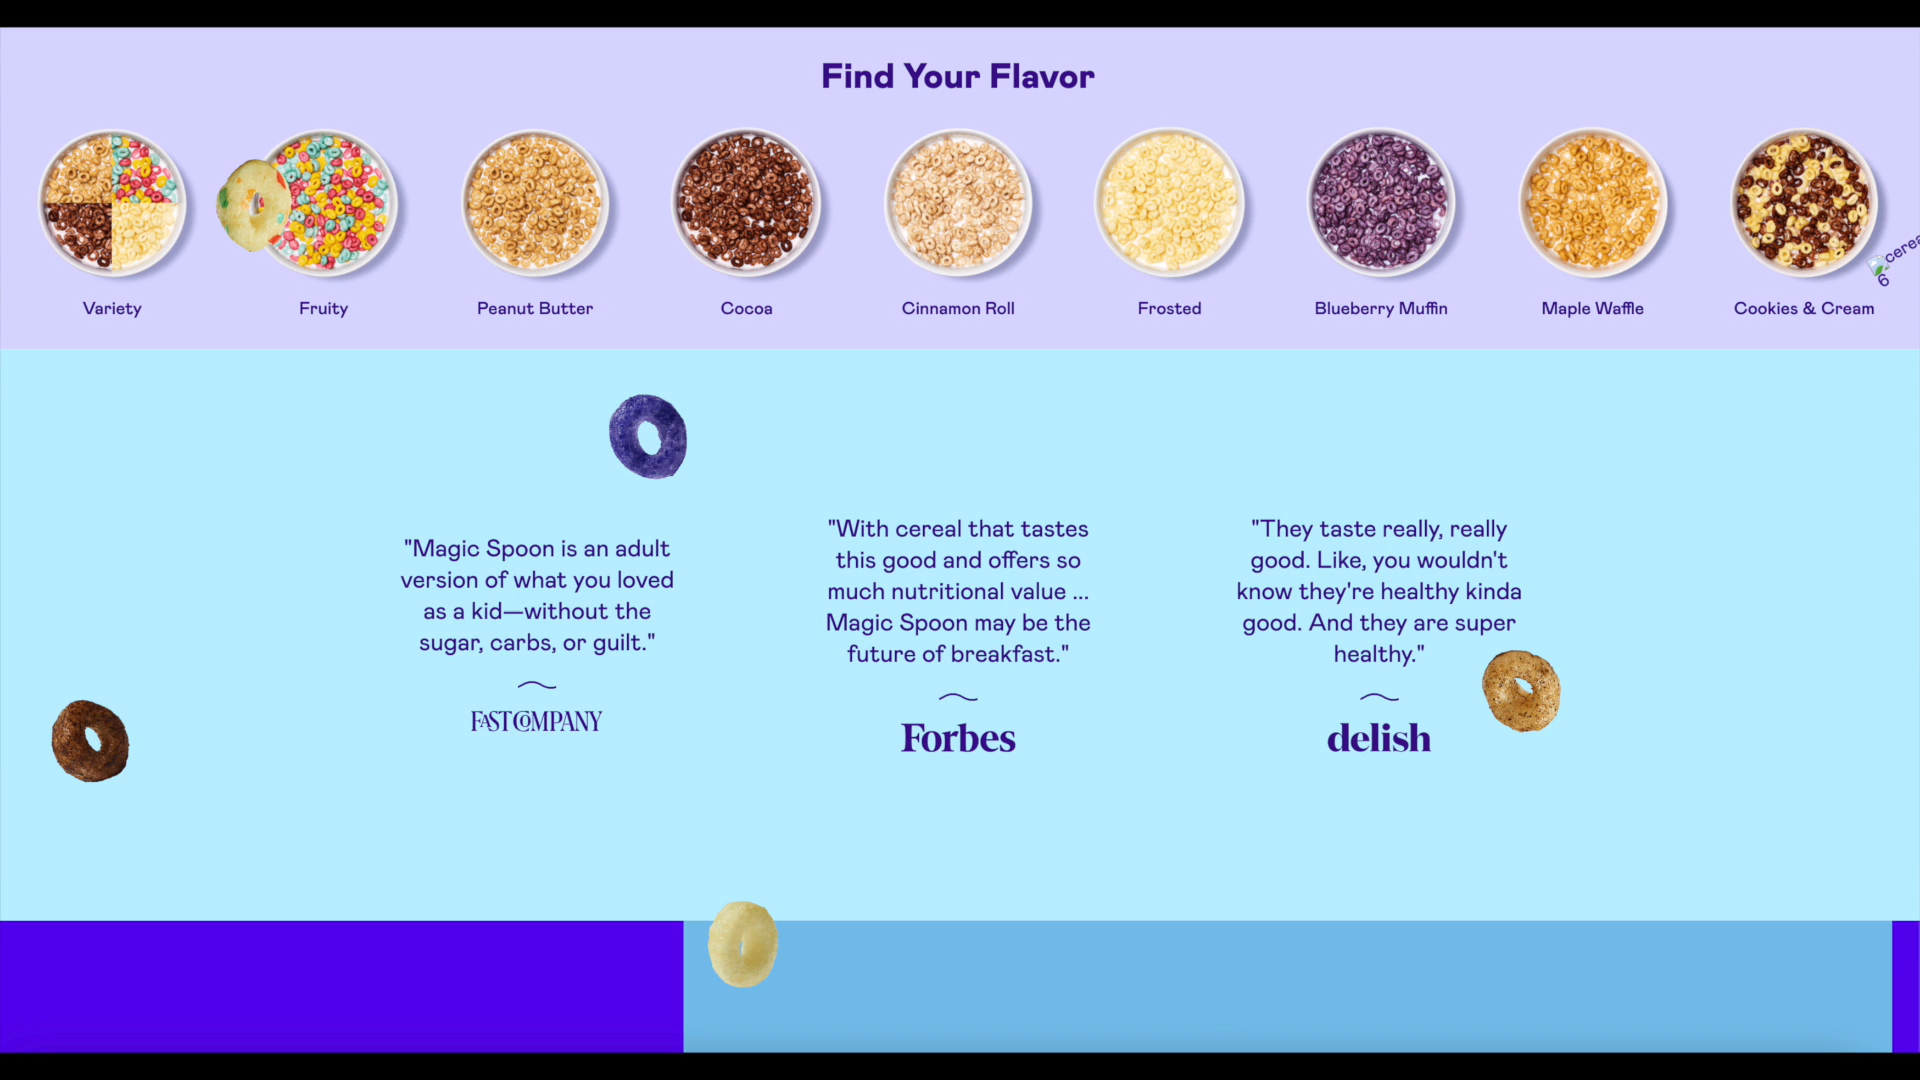 Find Your Flavor
Variety
Fruity
Peanut Butter
Cocoa
Cinnamon Roll
Frosted
Blueberry Muffin
Maple Waffle
Cookies & Cream
6
"Magic Spoon is an adult
version of what you loved
as a kid—without the
sugar, carbs, or guilt."
FAST COMPANY
"With cereal that tastes
this good and offers so
much nutritional value ...
Magic Spoon may be the
future of breakfast."
Forbes
"They taste really, really
good. Like, you wouldn't
know they're healthy kinda
good. And they are super
healthy."
delish